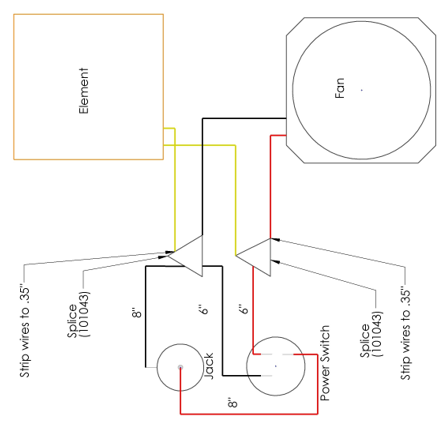 Element
Fan
Strip wires to .35"
Splice
(101043)
8"
6"
6"
Splice
(101043)
Strip wires to .35"
Jack
Power Switch
8"